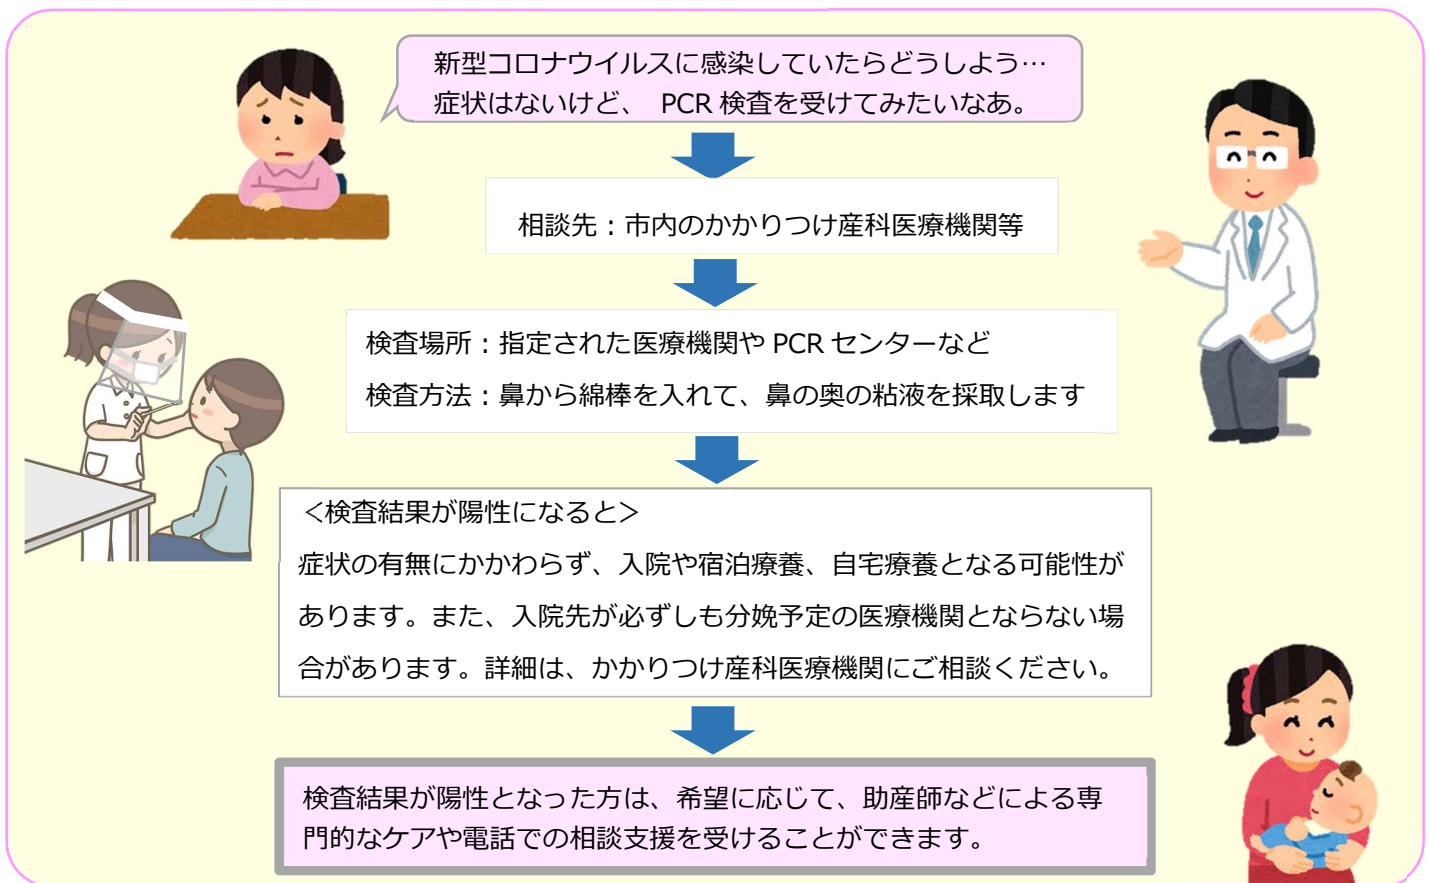 新型コロナウイルスに感染していたらどうしよう…
症状はないけど、 PCR 検査を受けてみたいなあ。
相談先：市内のかかりつけ産科医療機関等
検査場所：指定された医療機関や PCR センターなど
検査方法：鼻から綿棒を入れて、鼻の奥の粘液を採取します
＜検査結果が陽性になると＞
症状の有無にかかわらず、入院や宿泊療養、自宅療養となる可能性が
あります。また、入院先が必ずしも分娩予定の医療機関とならない場
合があります。詳細は、かかりつけ産科医療機関にご相談ください。
検査結果が陽性となった方は、希望に応じて、助産師などによる専
門的なケアや電話での相談支援を受けることができます。